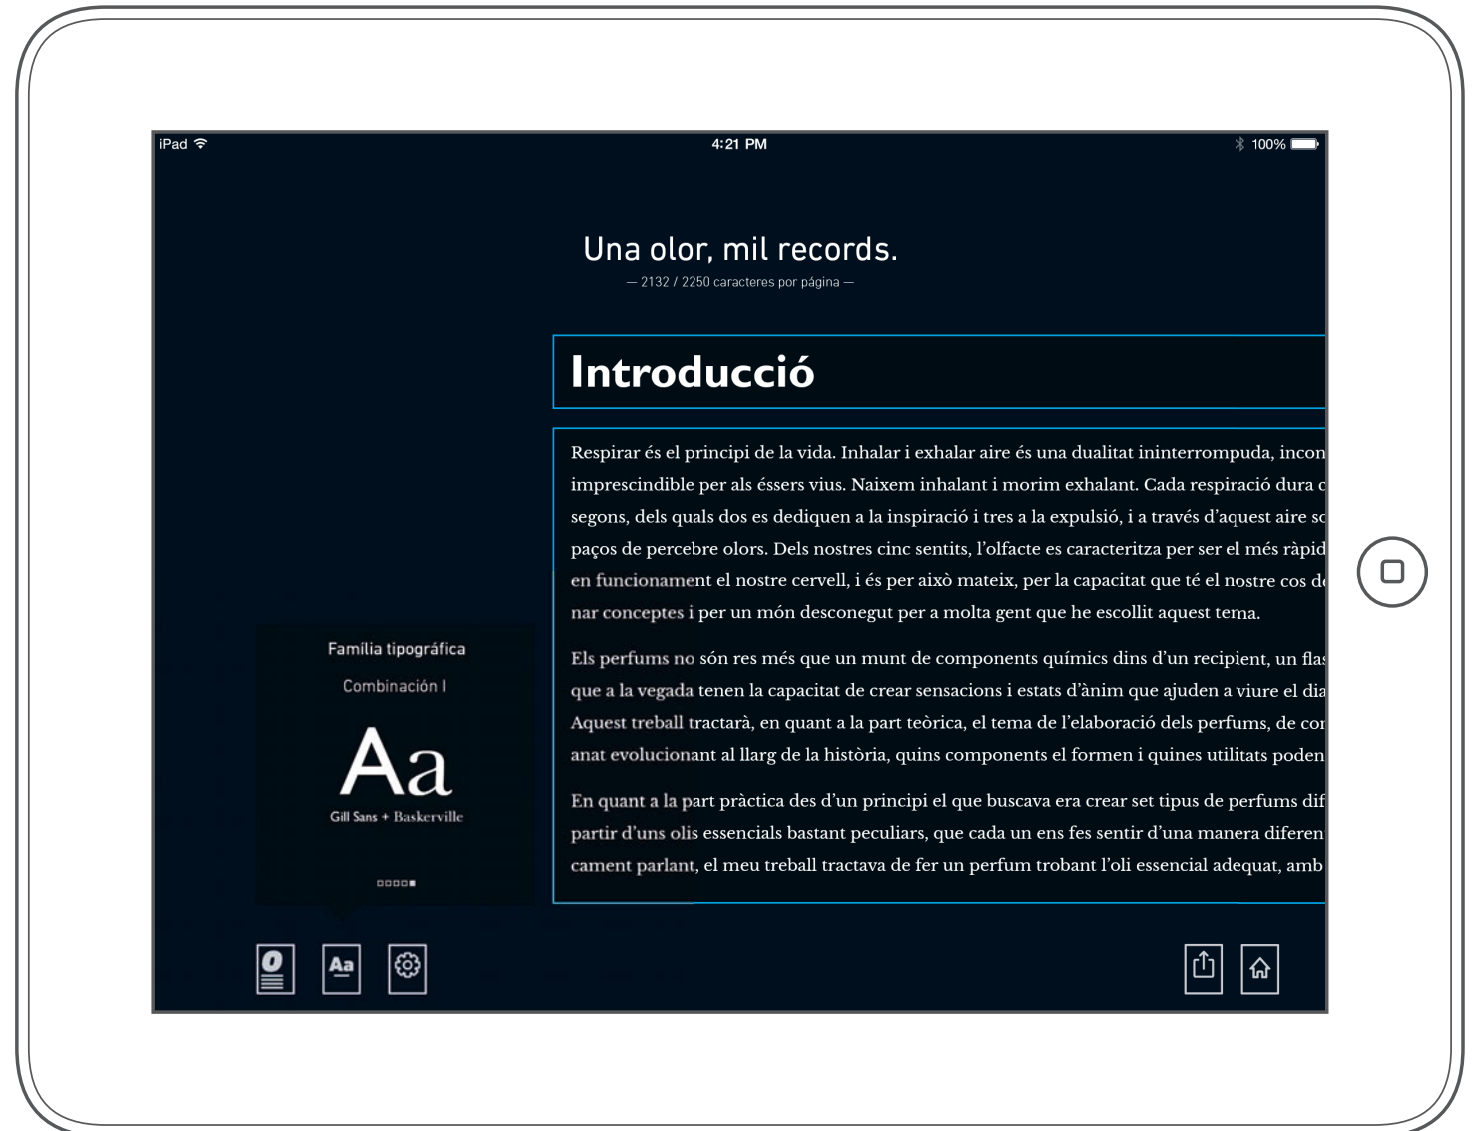 iPad
4:21 PM
100%
Una olor, mil records.
— 2132 / 2250 caracteres por página —
Introducció
Respirar és el principi de la vida. Inhalar i exhalar aire és una dualitat ininterrompuda, incon
imprescindible per als éssers vius. Naixem inhalant i morim exhalant. Cada respiració dura c
segons, dels quals dos es dediquen a la inspiració i tres a la expulsió, i a través d’aquest aire so
paços de percebre olors. Dels nostres cinc sentits, l’olfacte es caracteritza per ser el més ràpid
en funcionament el nostre cervell, i és per això mateix, per la capacitat que té el nostre cos de
nar conceptes i per un món desconegut per a molta gent que he escollit aquest tema.
Els perfums no són res més que un munt de components químics dins d’un recipient, un flas
que a la vegada tenen la capacitat de crear sensacions i estats d’ànim que ajuden a viure el dia
Aquest treball tractarà, en quant a la part teòrica, el tema de l’elaboració dels perfums, de con
anat evolucionant al llarg de la història, quins components el formen i quines utilitats poden
En quant a la part pràctica des d’un principi el que buscava era crear set tipus de perfums dif
partir d’uns olis essencials bastant peculiars, que cada un ens fes sentir d’una manera diferen
cament parlant, el meu treball tractava de fer un perfum trobant l’oli essencial adequat, amb
Família tipográfica
Combinación I
Aa
Gill Sans + Baskerville
O
Aa